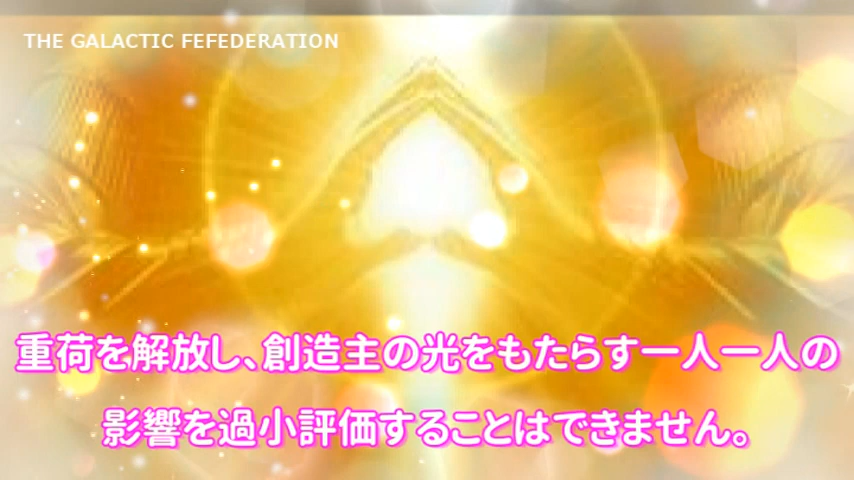 THE GALACTIC FEFEDERATION
重荷を解放し、創造主の光をもたらす一人一人の
影響を過小評価することはできません。